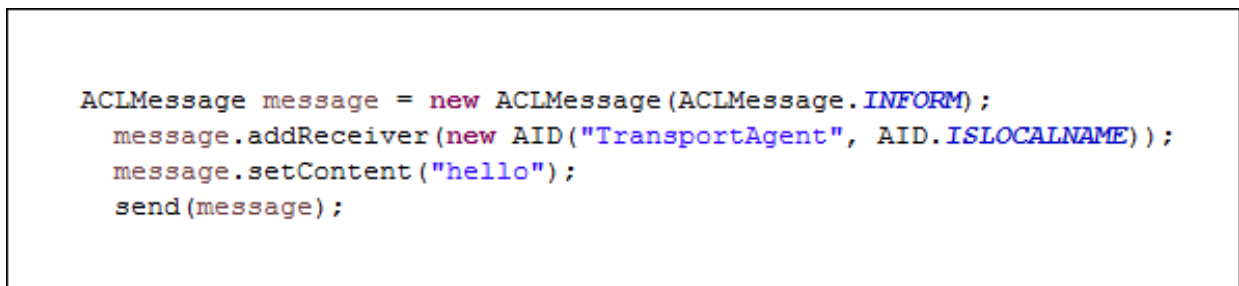 ACLMessage message = new ACLMessage(ACLMessage.INFORM);
message.addReceiver(new AID("TransportAgent", AID.ISLOCALNAME));
message.setContent("hello");
send(message);